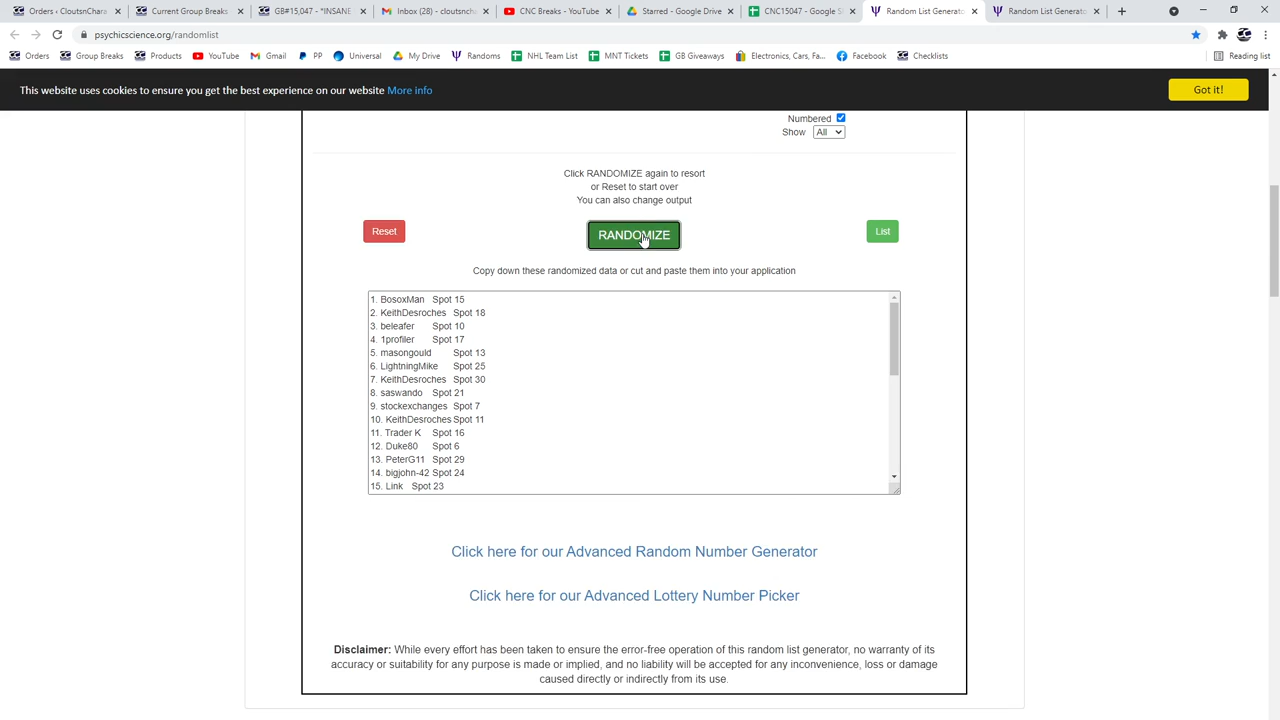 Orders ‹ CloutsnChara
Current Group Breaks
GB#15,047 - *INSANE
Inbox (28) - cloutsnchar
CNC Breaks - YouTube
Starred - Google Drive
CNC15047 - Google Sh
Random List Generato
Random List Generato
psychicscience.org/randomlist
Orders
Group Breaks
Products
YouTube
Gmail
PP
Universal
My Drive
Randoms
NHL Team List
MNT Tickets
GB Giveaways
Electronics, Cars, Fa...
Facebook
Checklists
Reading list
This website uses cookies to ensure you get the best experience on our website More info
Got it!
Numbered
Show All
Click RANDOMIZE again to resort
or Reset to start over
You can also change output
Reset
RANDOMIZE
List
Copy down these randomized data or cut and paste them into your application
1. BosoxMan Spot 15
2. KeithDesroches Spot 18
3. beleafer Spot 10
4. 1profiler Spot 17
5. masongould Spot 13
6. LightningMike Spot 25
7. KeithDesroches Spot 30
8. saswando Spot 21
9. stockexchanges Spot 7
10. KeithDesroches Spot 11
11. Trader K Spot 16
12. Duke80 Spot 6
13. PeterG11 Spot 29
14. bigjohn-42 Spot 24
15. Link Spot 23
Click here for our Advanced Random Number Generator
Click here for our Advanced Lottery Number Picker
Disclaimer: While every effort has been taken to ensure the error-free operation of this random list generator, no warranty of its
accuracy or suitability for any purpose is made or implied, and no liability will be accepted for any inconvenience, loss or damage
caused directly or indirectly from its use.